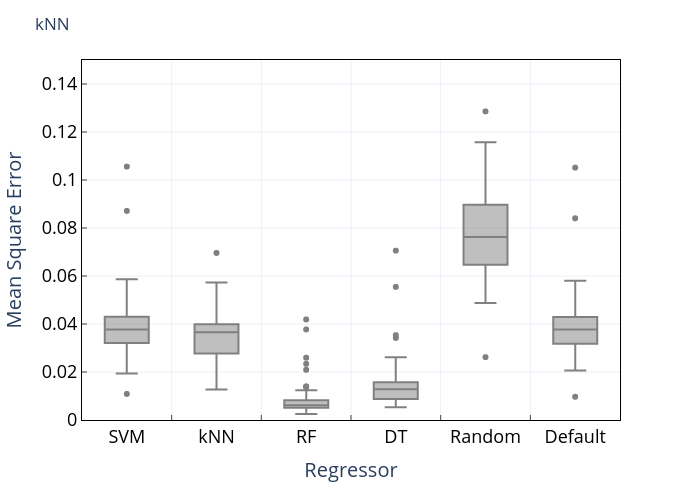 kNN
0.14
0.12
0.1
0.08
0.06
0.04
0.02
0
Mean Square Error
SVM kNN RF DT Random Default
Regressor